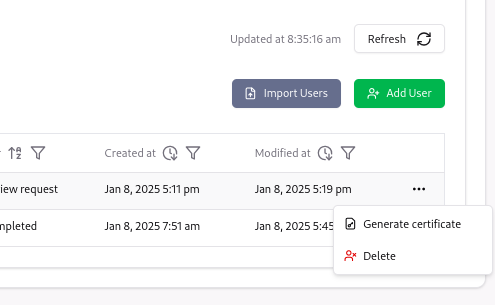 Updated at 8:35:16 am Refresh
Import Users Add User
Created at Modified at
iew request Jan 8, 2025 5:11 pm Jan 8, 2025 5:19 pm
mpleted Jan 8, 2025 7:51 am Jan 8, 2025 5:45
Generate certificate
Delete